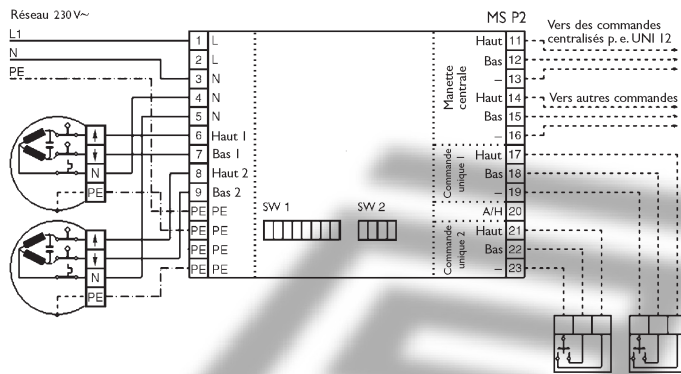 Réseau 230 V~
MS P2
L1
N
PE
1 L
2 L
3 N
4 N
5 N
6 Haut 1
7 Bas 1
8 Haut 2
9 Bas 2
PE PE
PE PE
PE PE
PE PE
↑
↓
N
PE
↑
↓
N
PE
SW 1
SW 2
Manette centrale
Haut 11
Bas 12
– 13
Haut 14
Bas 15
– 16
Commande unique 1
Haut 17
Bas 18
– 19
A/H 20
Commande unique 2
Haut 21
Bas 22
– 23
Vers des commandes
centralisés p. e. UNI 12
Vers autres commandes